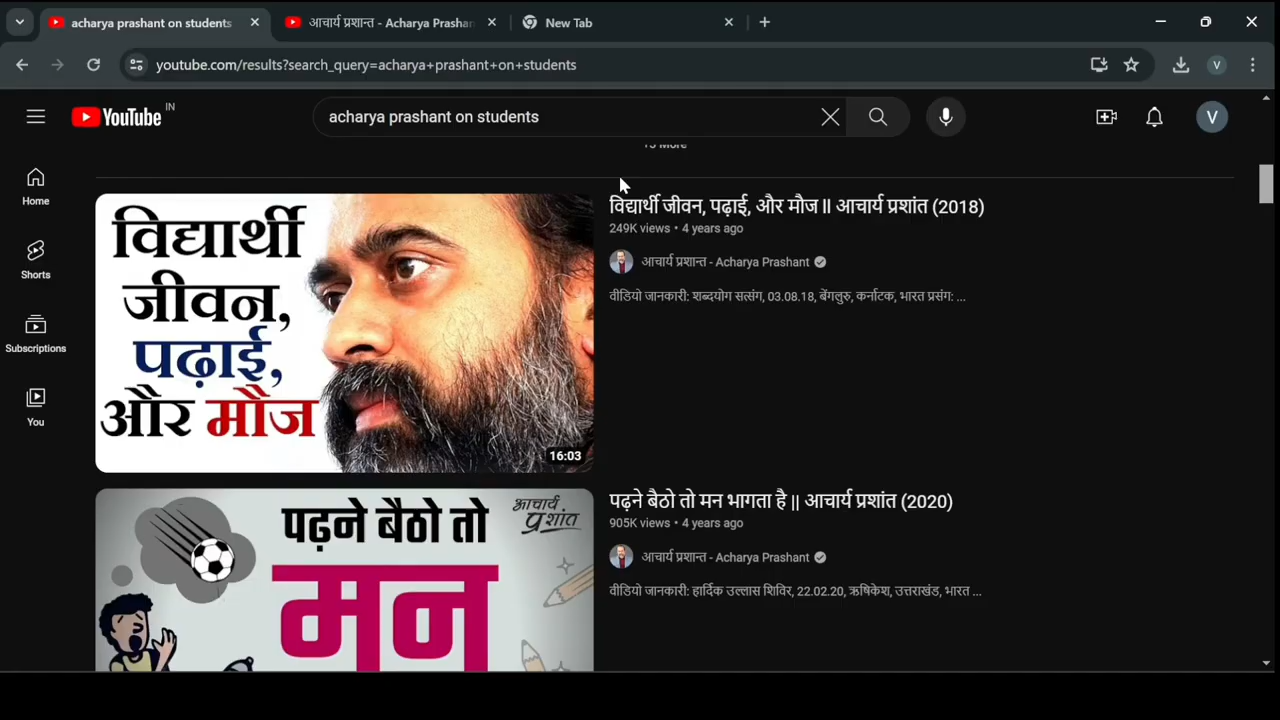 acharya prashant on students
आचार्य प्रशान्त - Acharya Prashan
New Tab
youtube.com/results?search_query=acharya+prashant+on+students
V
YouTube IN
acharya prashant on students
V
15 More
Home
Shorts
Subscriptions
You
विद्यार्थी
जीवन,
पढ़ाई,
और मौज
16:03
विद्यार्थी जीवन, पढ़ाई, और मौज II आचार्य प्रशांत (2018)
249K views • 4 years ago
आचार्य प्रशान्त - Acharya Prashant
वीडियो जानकारी: शब्दयोग सत्संग, 03.08.18, बेंगलुरु, कर्नाटक, भारत प्रसंग: ...
पढ़ने बैठो तो
मन
आचार्य
प्रशांत
पढ़ने बैठो तो मन भागता है || आचार्य प्रशांत (2020)
905K views • 4 years ago
आचार्य प्रशान्त - Acharya Prashant
वीडियो जानकारी: हार्दिक उल्लास शिविर, 22.02.20, ऋषिकेश, उत्तराखंड, भारत ...